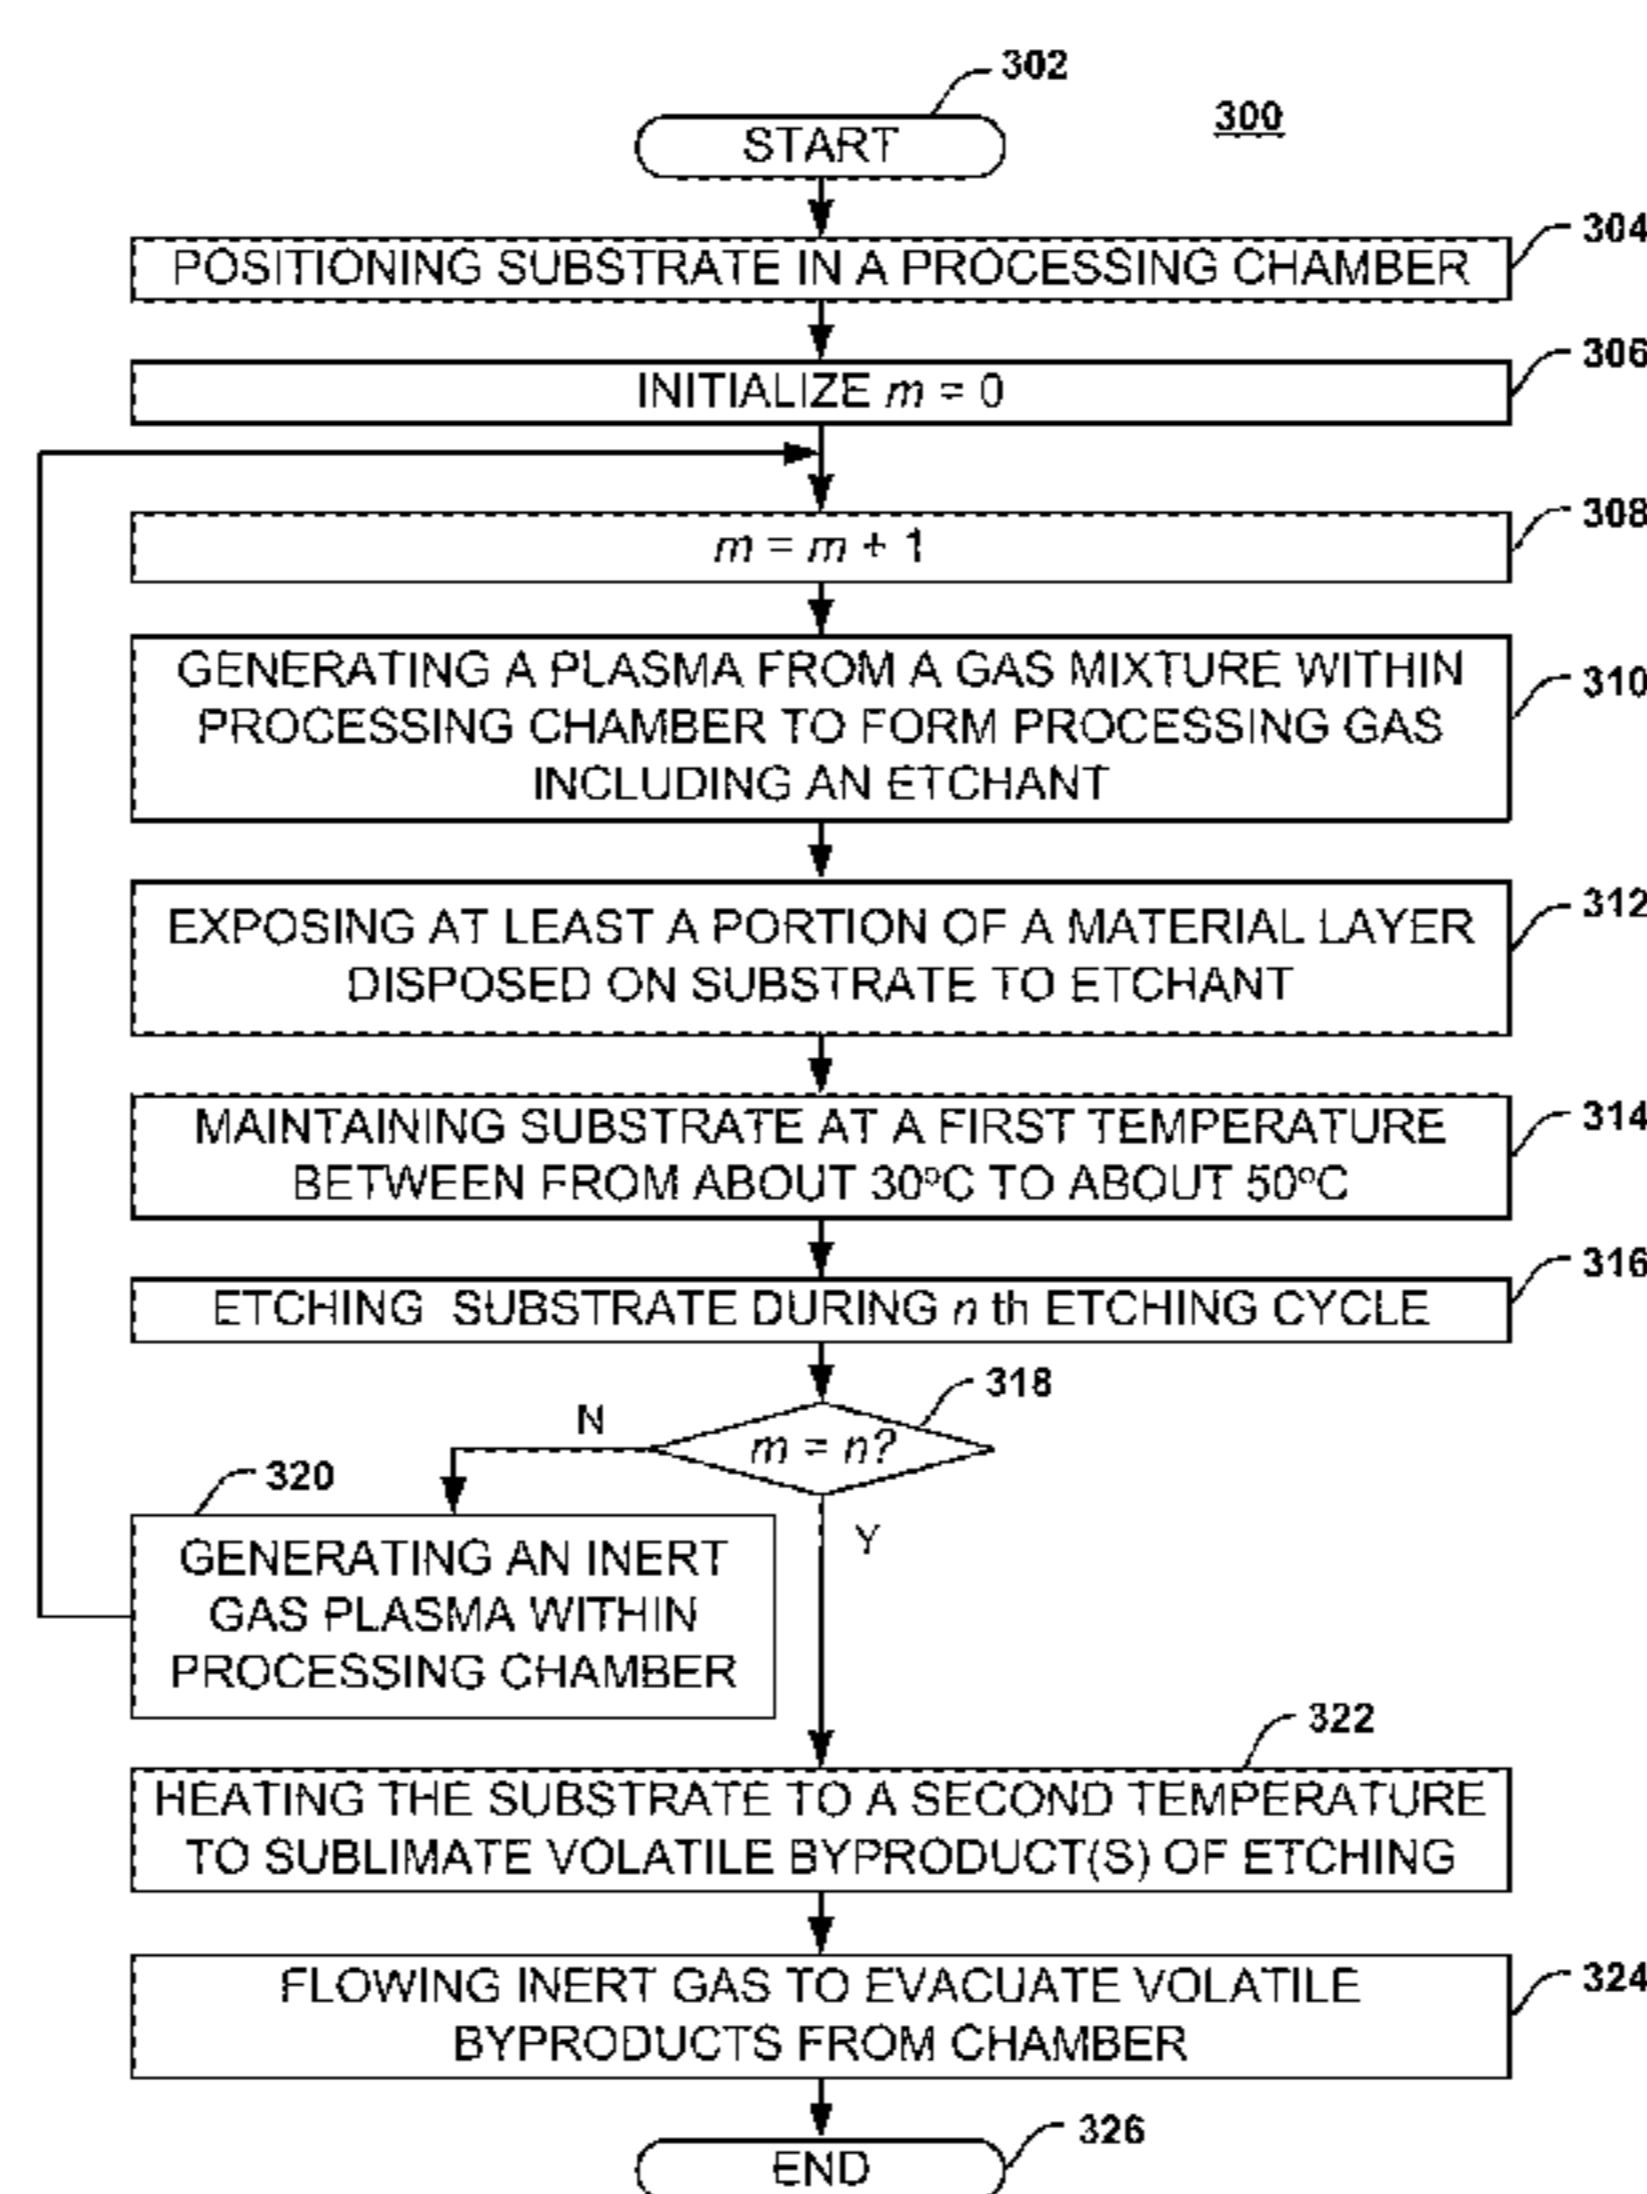 302
300
START
304
POSITIONING SUBSTRATE IN A PROCESSING CHAMBER
306
INITIALIZE m = 0
308
m = m + 1
GENERATING A PLASMA FROM A GAS MIXTURE WITHIN
310
PROCESSING CHAMBER TO FORM PROCESSING GAS
INCLUDING AN ETCHANT
312
EXPOSING AT LEAST A PORTION OF A MATERIAL LAYER
DISPOSED ON SUBSTRATE TO ETCHANT
314
MAINTAINING SUBSTRATE AT A FIRST TEMPERATURE
BETWEEN FROM ABOUT 30ºC TO ABOUT 50ºC
316
ETCHING SUBSTRATE DURING n th ETCHING CYCLE
318
N
m = n?
320
Y
GENERATING AN INERT
GAS PLASMA WITHIN
PROCESSING CHAMBER
322
HEATING THE SUBSTRATE TO A SECOND TEMPERATURE
TO SUBLIMATE VOLATILE BYPRODUCT(S) OF ETCHING
324
FLOWING INERT GAS TO EVACUATE VOLATILE
BYPRODUCTS FROM CHAMBER
326
END